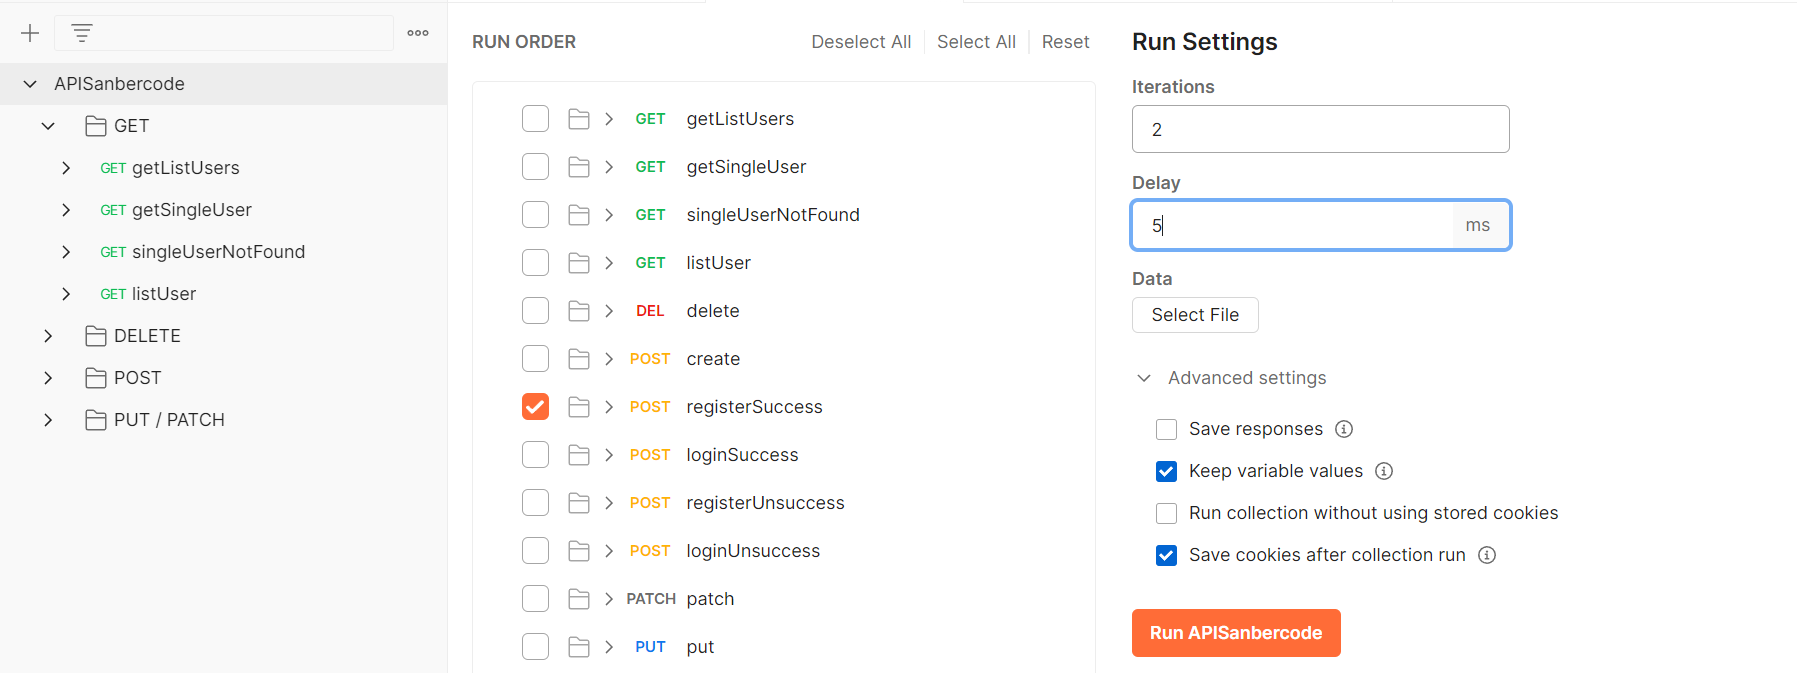 APISanbercode
GET
GET getListUsers
GET getSingleUser
GET singleUserNotFound
GET listUser
DELETE
POST
PUT / PATCH
RUN ORDER
Deselect All
Select All
Reset
GET getListUsers
GET getSingleUser
GET singleUserNotFound
GET listUser
DEL delete
POST create
POST registerSuccess
POST loginSuccess
POST registerUnsuccess
POST loginUnsuccess
PATCH patch
PUT put
Run Settings
Iterations
2
Delay
5 ms
Data
Select File
Advanced settings
Save responses
Keep variable values
Run collection without using stored cookies
Save cookies after collection run
Run APISanbercode